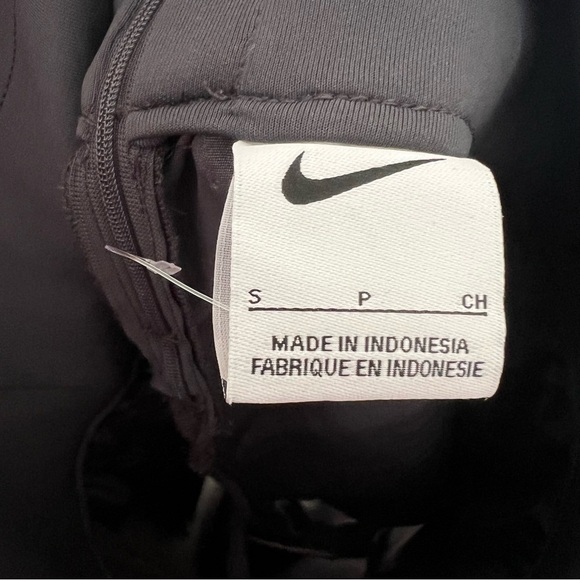 S P CH
MADE IN INDONESIA
FABRIQUE EN INDONESIE